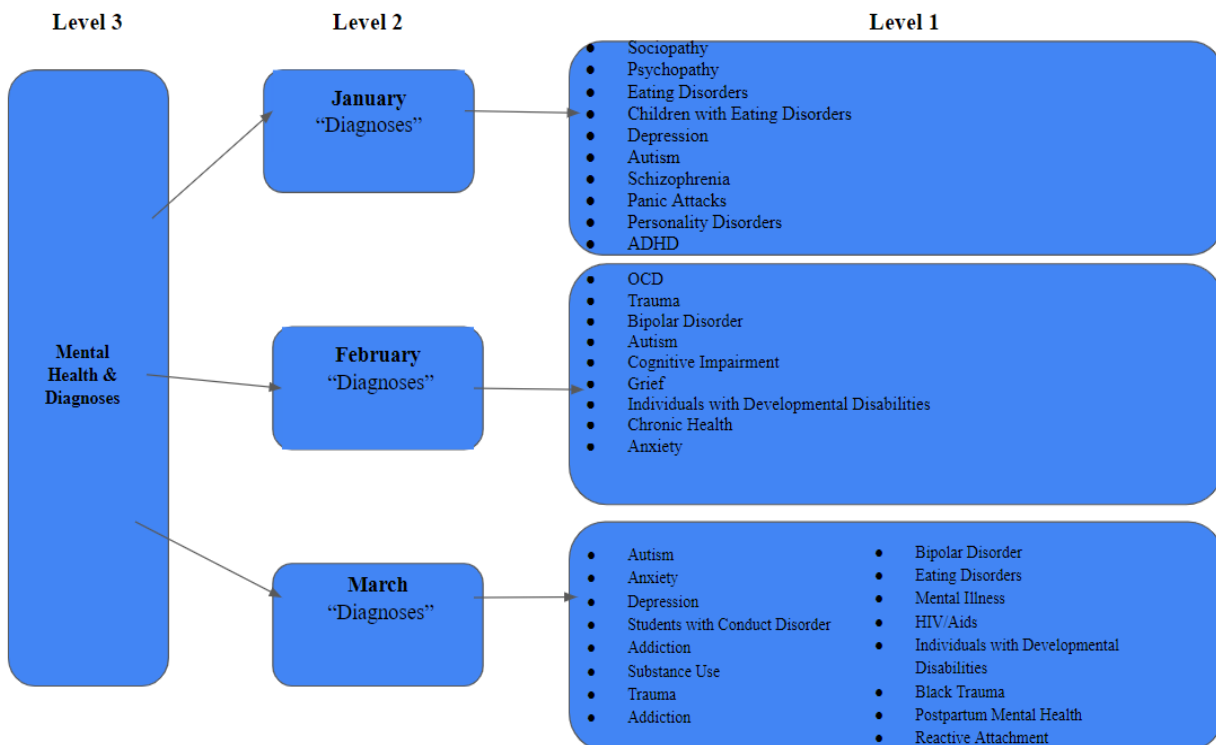 Level 3
Level 2
Level 1
Mental
Health &
Diagnoses
January
“Diagnoses”
● Sociopathy
● Psychopathy
● Eating Disorders
● Children with Eating Disorders
● Depression
● Autism
● Schizophrenia
● Panic Attacks
● Personality Disorders
● ADHD
February
“Diagnoses”
● OCD
● Trauma
● Bipolar Disorder
● Autism
● Cognitive Impairment
● Grief
● Individuals with Developmental Disabilities
● Chronic Health
● Anxiety
March
“Diagnoses”
● Autism
● Anxiety
● Depression
● Students with Conduct Disorder
● Addiction
● Substance Use
● Trauma
● Addiction
● Bipolar Disorder
● Eating Disorders
● Mental Illness
● HIV/Aids
● Individuals with Developmental
Disabilities
● Black Trauma
● Postpartum Mental Health
● Reactive Attachment